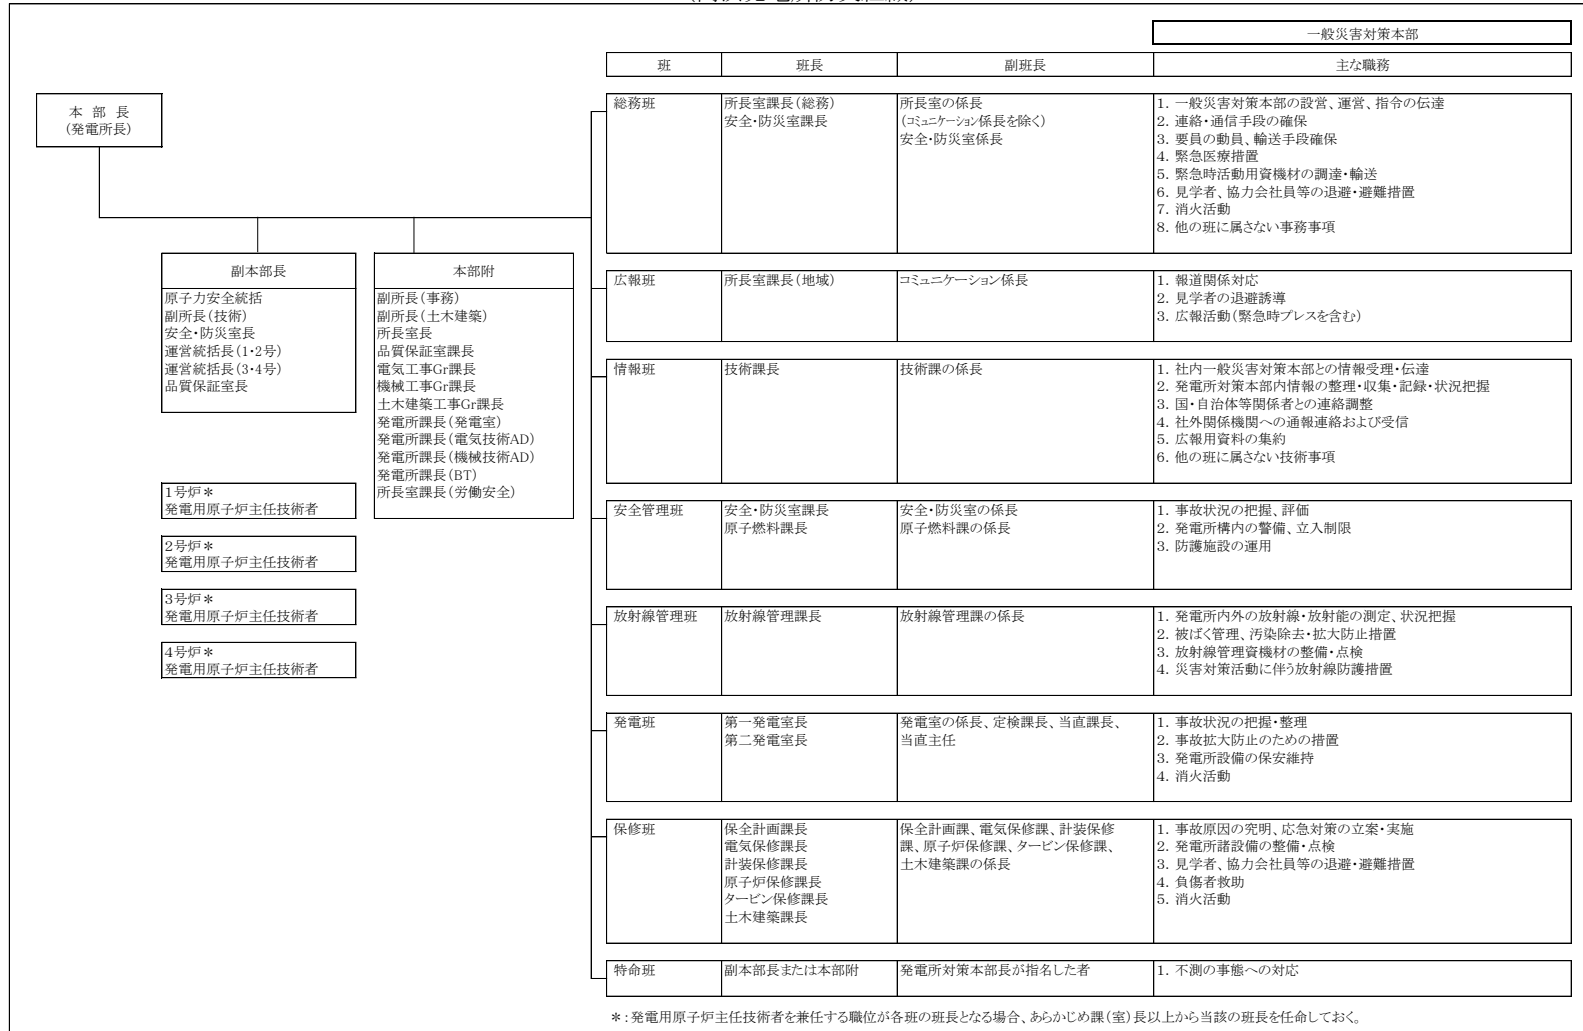 一般災害対策本部
班 班長 副班長 主な職務
本 部 長
(発電所長)
副本部長
原子力安全統括
副所長(技術)
安全・防災室長
運営統括長(1・2号)
運営統括長(3・4号)
品質保証室長
1号炉*
発電用原子炉主任技術者
2号炉*
発電用原子炉主任技術者
3号炉*
発電用原子炉主任技術者
4号炉*
発電用原子炉主任技術者
本部附
副所長(事務)
副所長(土木建築)
所長室長
品質保証室課長
電気工事Gr課長
機械工事Gr課長
土木建築工事Gr課長
発電所課長(発電室)
発電所課長(電気技術AD)
発電所課長(機械技術AD)
発電所課長(BT)
所長室課長(労働安全)
総務班
所長室課長(総務)
安全・防災室課長
所長室の係長
(コミュニケーション係長を除く)
安全・防災室係長
1. 一般災害対策本部の設営、運営、指令の伝達
2. 連絡・通信手段の確保
3. 要員の動員、輸送手段確保
4. 緊急医療措置
5. 緊急時活動用資機材の調達・輸送
6. 見学者、協力会社員等の退避・避難措置
7. 消火活動
8. 他の班に属さない事務事項
広報班
所長室課長(地域)
コミュニケーション係長
1. 報道関係対応
2. 見学者の退避誘導
3. 広報活動(緊急時プレスを含む)
情報班
技術課長
技術課の係長
1. 社内一般災害対策本部との情報受理・伝達
2. 発電所対策本部内情報の整理・収集・記録・状況把握
3. 国・自治体等関係者との連絡調整
4. 社外関係機関への通報連絡および受信
5. 広報用資料の集約
6. 他の班に属さない技術事項
安全管理班
安全・防災室課長
原子燃料課長
安全・防災室の係長
原子燃料課の係長
1. 事故状況の把握、評価
2. 発電所構内の警備、立入制限
3. 防護施設の運用
放射線管理班
放射線管理課長
放射線管理課の係長
1. 発電所内外の放射線・放射能の測定、状況把握
2. 被ばく管理、汚染除去・拡大防止措置
3. 放射線管理資機材の整備・点検
4. 災害対策活動に伴う放射線防護措置
発電班
第一発電室長
第二発電室長
発電室の係長、定検課長、当直課長、
当直主任
1. 事故状況の把握・整理
2. 事故拡大防止のための措置
3. 発電所設備の保安維持
4. 消火活動
保修班
保全計画課長
電気保修課長
計装保修課長
原子炉保修課長
タービン保修課長
土木建築課長
保全計画課、電気保修課、計装保修
課、原子炉保修課、タービン保修課、
土木建築課の係長
1. 事故原因の究明、応急対策の立案・実施
2. 発電所諸設備の整備・点検
3. 見学者、協力会社員等の退避・避難措置
4. 負傷者救助
5. 消火活動
特命班
副本部長または本部附
発電所対策本部長が指名した者
1. 不測の事態への対応
*:発電用原子炉主任技術者を兼任する職位が各班の班長となる場合、あらかじめ課(室)長以上から当該の班長を任命しておく。